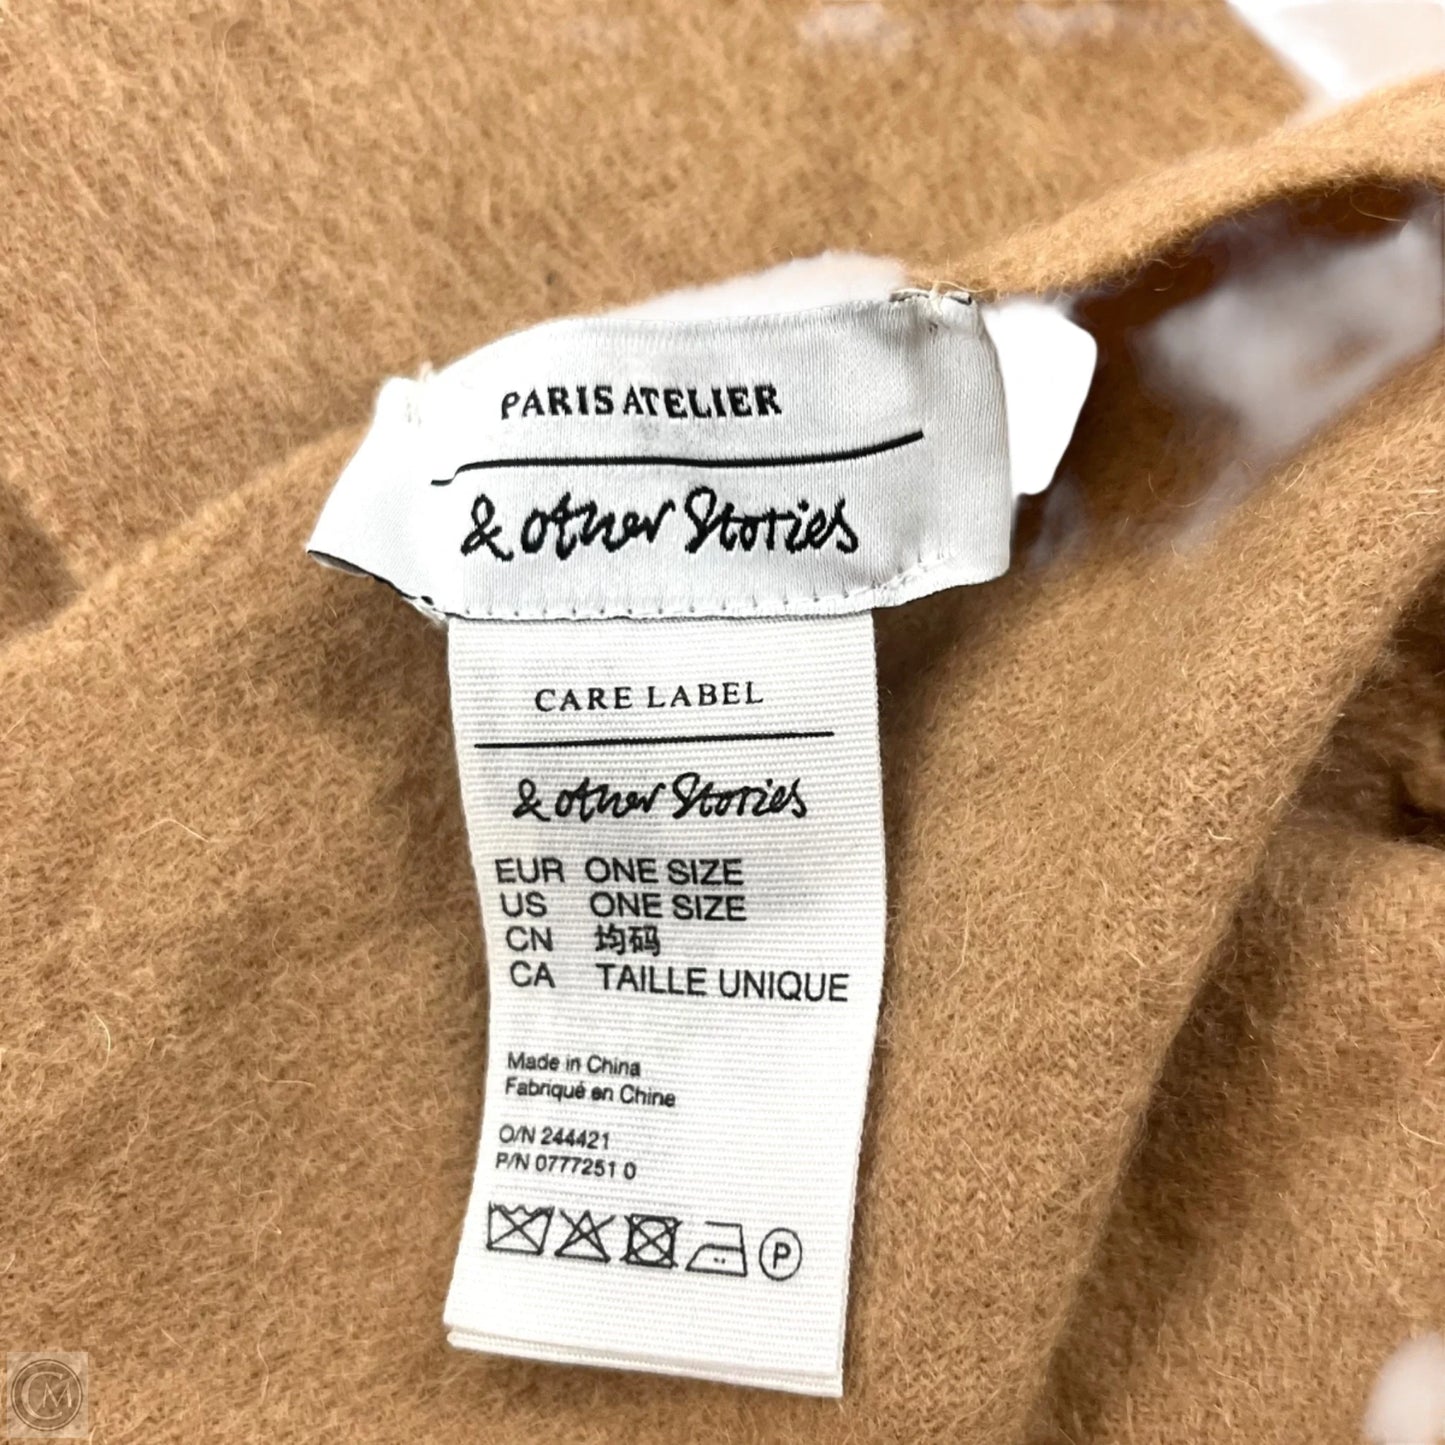 PARIS ATELIER
& other Stories
CARE LABEL
& other Stories
EUR ONE SIZE
US ONE SIZE
CN 均码
CA TAILLE UNIQUE
Made in China
Fabriqué en Chine
O/N 244421
P/N 0777251 0
P
CM